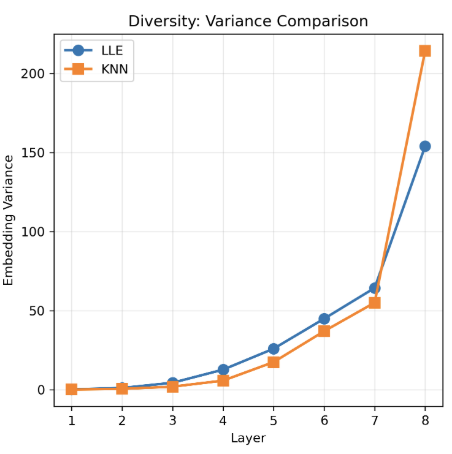 Diversity: Variance Comparison
LLE
KNN
Embedding Variance
200
150
100
50
0
1 2 3 4 5 6 7 8
Layer